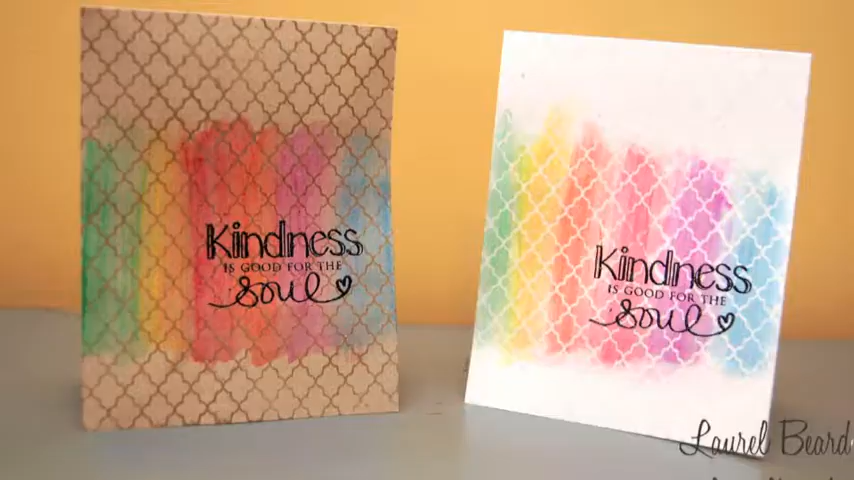 Kindness
IS GOOD FOR THE
soul
Kindness
IS GOOD FOR THE
soul
Laurel Beard